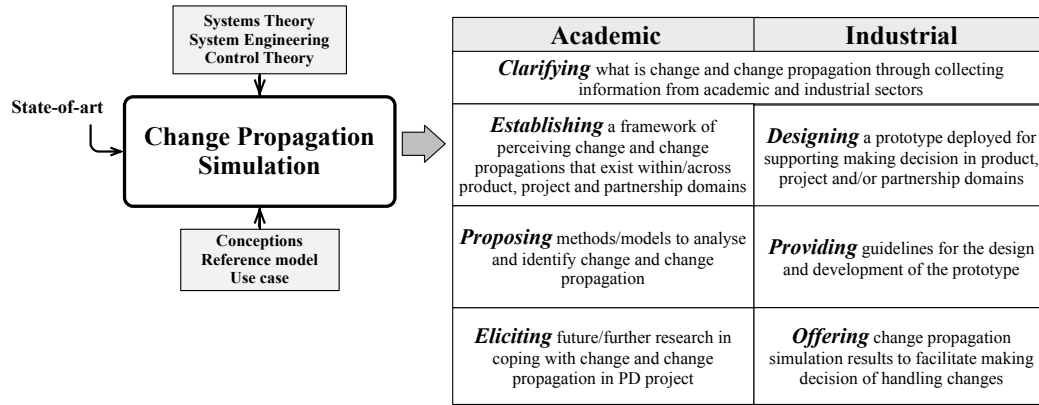 Systems Theory
System Engineering
Control Theory
State-of-art
Change Propagation
Simulation
Conceptions
Reference model
Use case
Academic
Industrial
Clarifying what is change and change propagation through collecting
information from academic and industrial sectors
Establishing a framework of
perceiving change and change
propagations that exist within/across
product, project and partnership domains
Designing a prototype deployed for
supporting making decision in product,
project and/or partnership domains
Proposing methods/models to analyse
and identify change and change
propagation
Providing guidelines for the design
and development of the prototype
Eliciting future/further research in
coping with change and change
propagation in PD project
Offering change propagation
simulation results to facilitate making
decision of handling changes